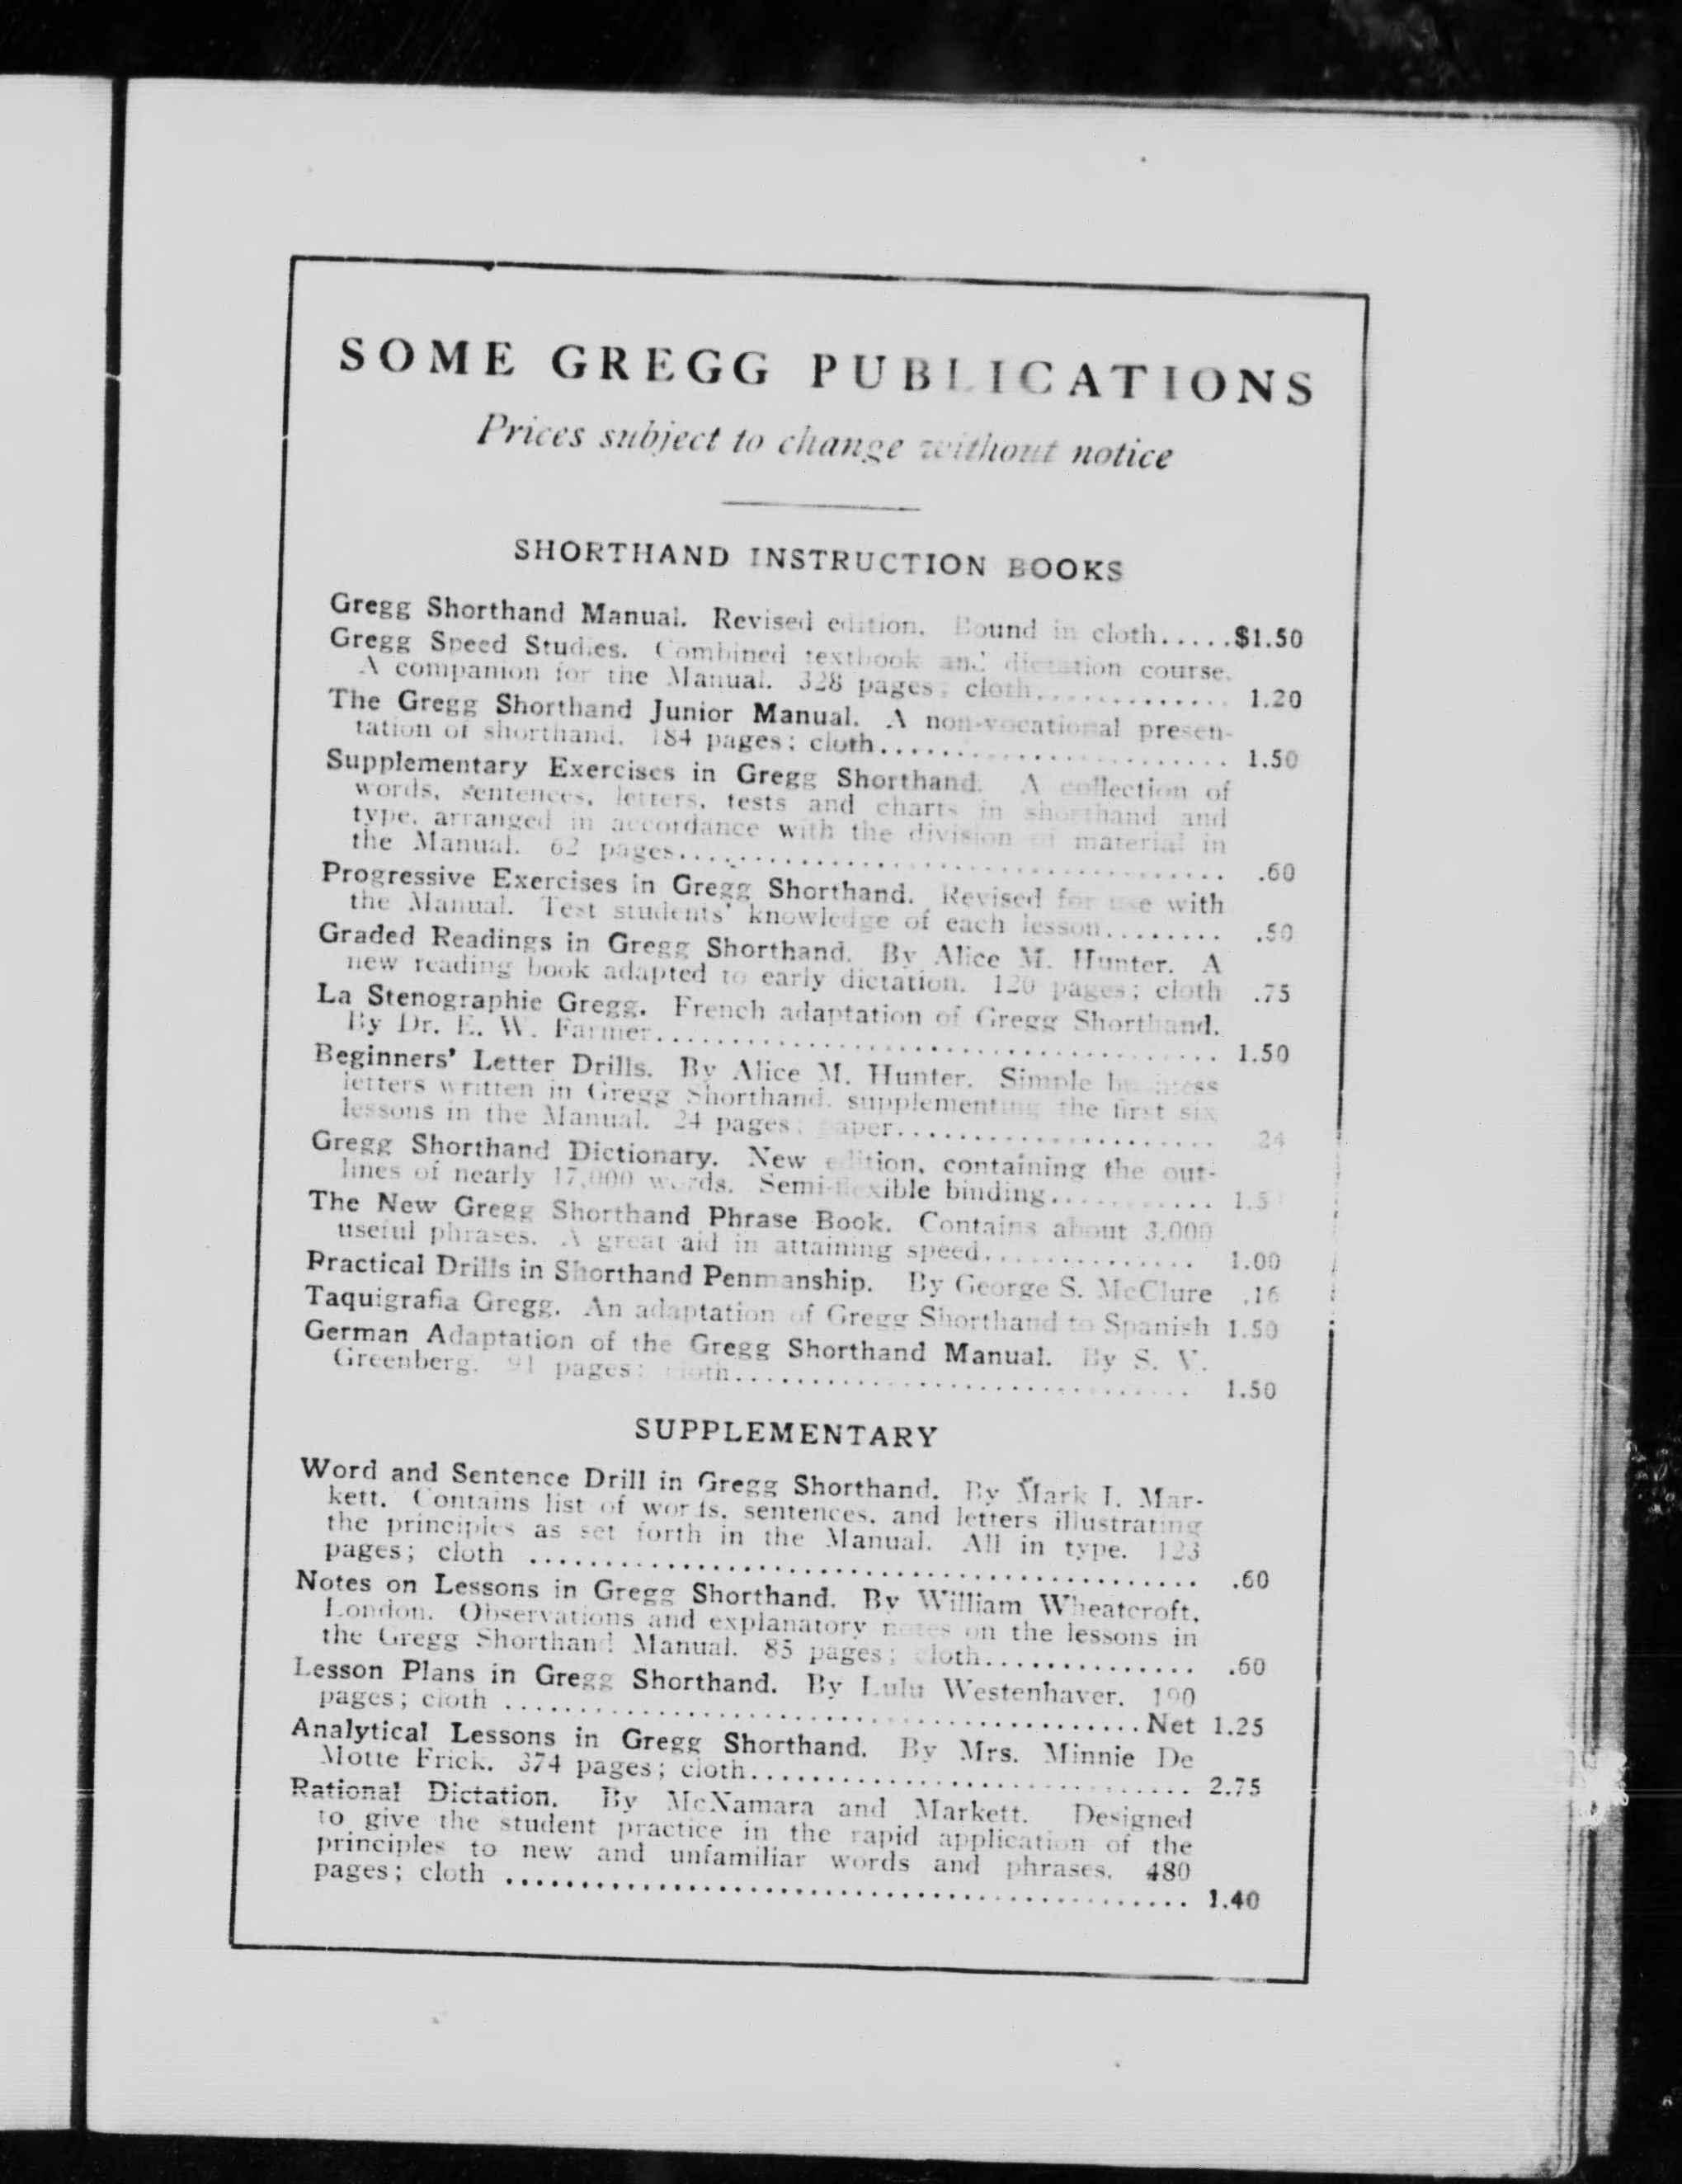 SOME GREGG PUBLICATIONS
Prices subject to change without notice
SHORTHAND INSTRUCTION BOOKS
Gregg Shorthand Manual. Revised edition. Bound in cloth.....$1.50
Gregg Speed Studies. Combined textbook and dictation course.
A companion for the Manual. 328 pages; cloth............. 1.20
The Gregg Shorthand Junior Manual. A non-vocational presen-
tation of shorthand. 184 pages; cloth....................... 1.50
Supplementary Exercises in Gregg Shorthand. A collection of
words, sentences, letters, tests and charts in shorthand and
type, arranged in accordance with the division of material in
the Manual. 62 pages.................................... .60
Progressive Exercises in Gregg Shorthand. Revised for use with
the Manual. Test students' knowledge of each lesson........ .50
Graded Readings in Gregg Shorthand. By Alice M. Hunter. A
new reading book adapted to early dictation. 120 pages; cloth .75
La Stenographie Gregg. French adaptation of Gregg Shorthand.
By Dr. E. W. Farmer..................................... 1.50
Beginners' Letter Drills. By Alice M. Hunter. Simple business
letters written in Gregg Shorthand, supplementing the first six
lessons in the Manual. 24 pages; paper..................... 24
Gregg Shorthand Dictionary. New edition, containing the out-
lines of nearly 17,000 words. Semi-flexible binding...........
The New Gregg Shorthand Phrase Book. Contains about 3,000
useful phrases. A great aid in attaining speed............... 1.00
Practical Drills in Shorthand Penmanship. By George S. McClure .16
Taquigrafia Gregg. An adaptation of Gregg Shorthand to Spanish 1.50
German Adaptation of the Gregg Shorthand Manual. By S. V.
Greenberg. 91 pages; cloth............................... 1.50
SUPPLEMENTARY
Word and Sentence Drill in Gregg Shorthand. By Mark I. Mar-
kett. Contains list of words, sentences, and letters illustrating
the principles as set forth in the Manual. All in type. 123
pages; cloth ............................................. .60
Notes on Lessons in Gregg Shorthand. By William Wheatcroft,
London. Observations and explanatory notes on the lessons in
the Gregg Shorthand Manual. 85 pages; cloth............... .60
Lesson Plans in Gregg Shorthand. By Lulu Westenhaver. 190
pages; cloth ...........................................Net 1.25
Analytical Lessons in Gregg Shorthand. By Mrs. Minnie De
Motte Frick. 374 pages; cloth.............................. 2.75
Rational Dictation. By McNamara and Markett. Designed
to give the student practice in the rapid application of the
principles to new and unfamiliar words and phrases. 480
pages; cloth .............................................. 1.40